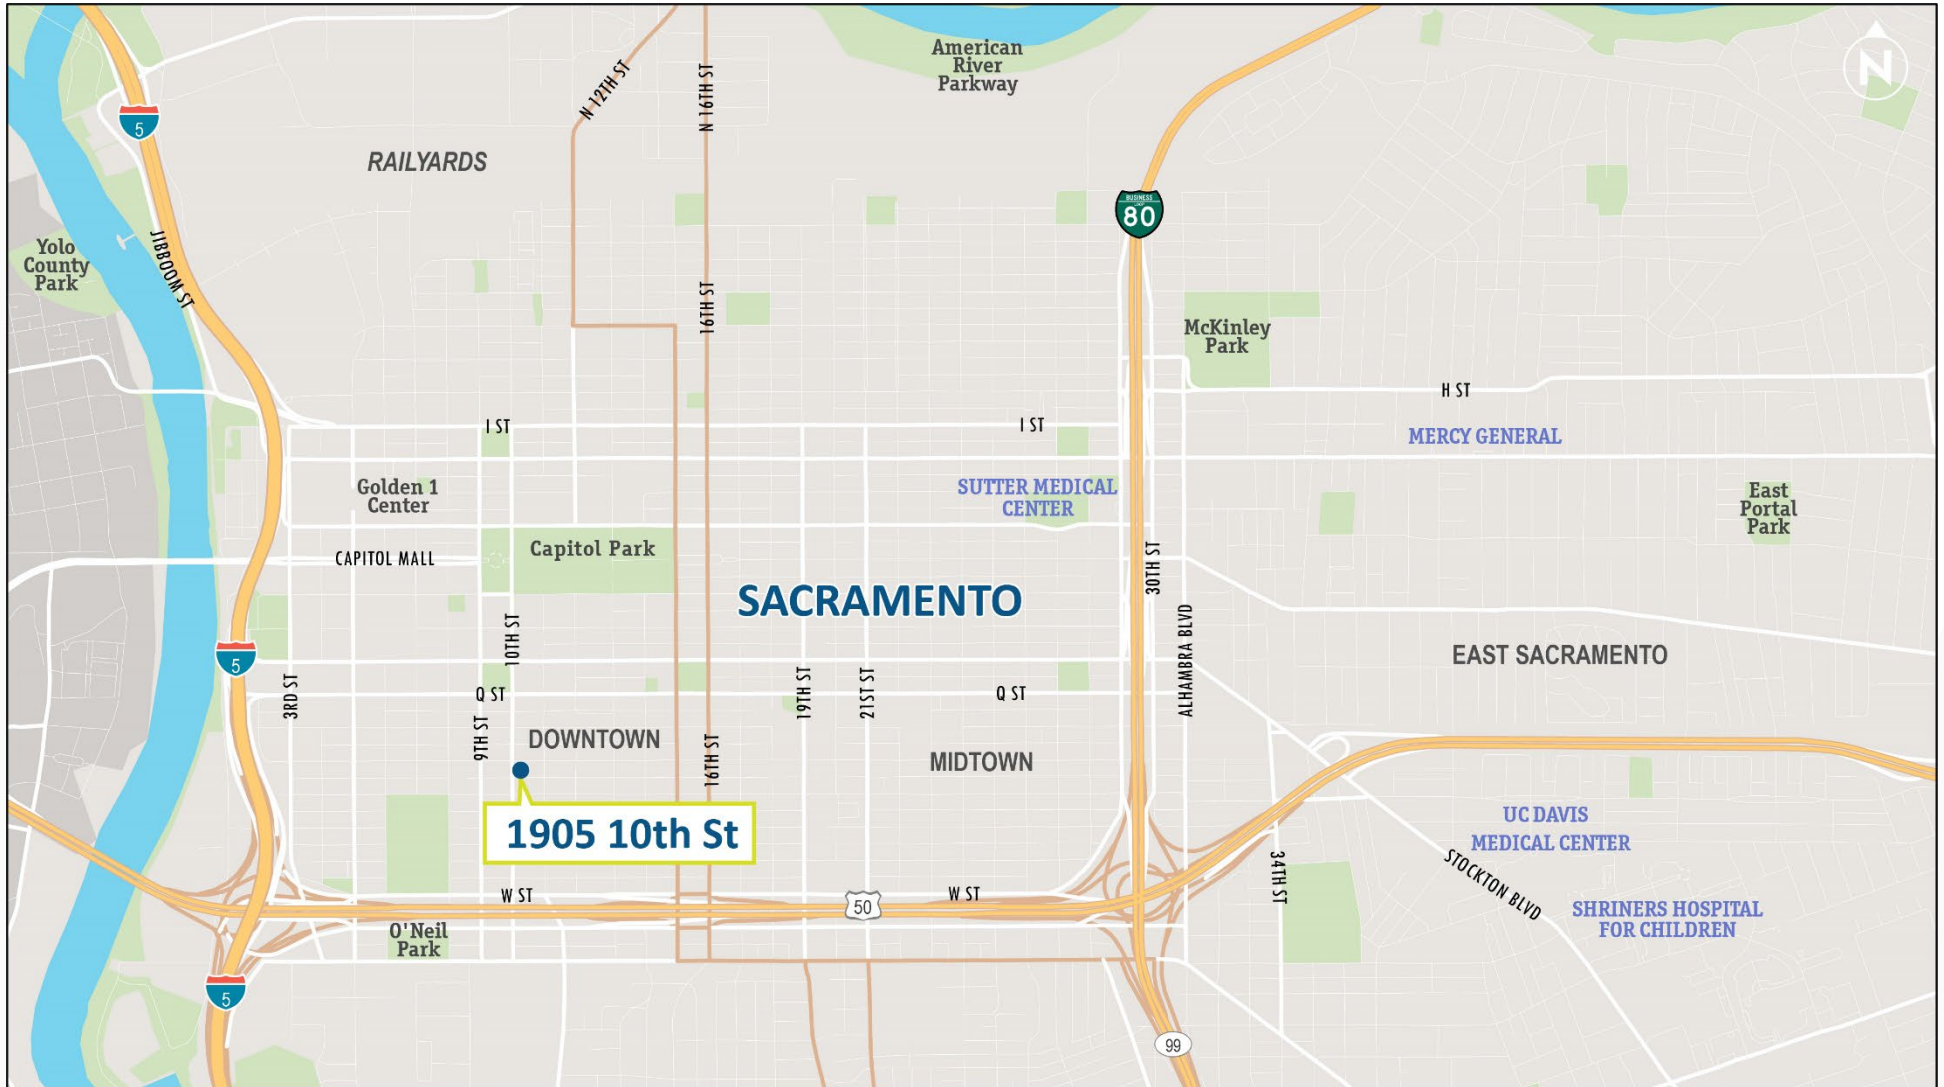 American
River
Parkway
N
N 12TH ST
N 16TH ST
5
RAILYARDS
BUSINESS
LOOP
80
Yolo
County
Park
JIBBOOM ST
16TH ST
McKinley
Park
H ST
I ST
I ST
MERCY GENERAL
Golden 1
Center
SUTTER MEDICAL
CENTER
East
Portal
Park
CAPITOL MALL
Capitol Park
30TH ST
SACRAMENTO
10TH ST
ALHAMBRA BLVD
5
EAST SACRAMENTO
3RD ST
Q ST
19TH ST
21ST ST
Q ST
9TH ST
DOWNTOWN
16TH ST
MIDTOWN
1905 10th St
UC DAVIS
MEDICAL CENTER
34TH ST
STOCKTON BLVD
W ST
50
W ST
SHRINERS HOSPITAL
FOR CHILDREN
O'Neil
Park
5
99